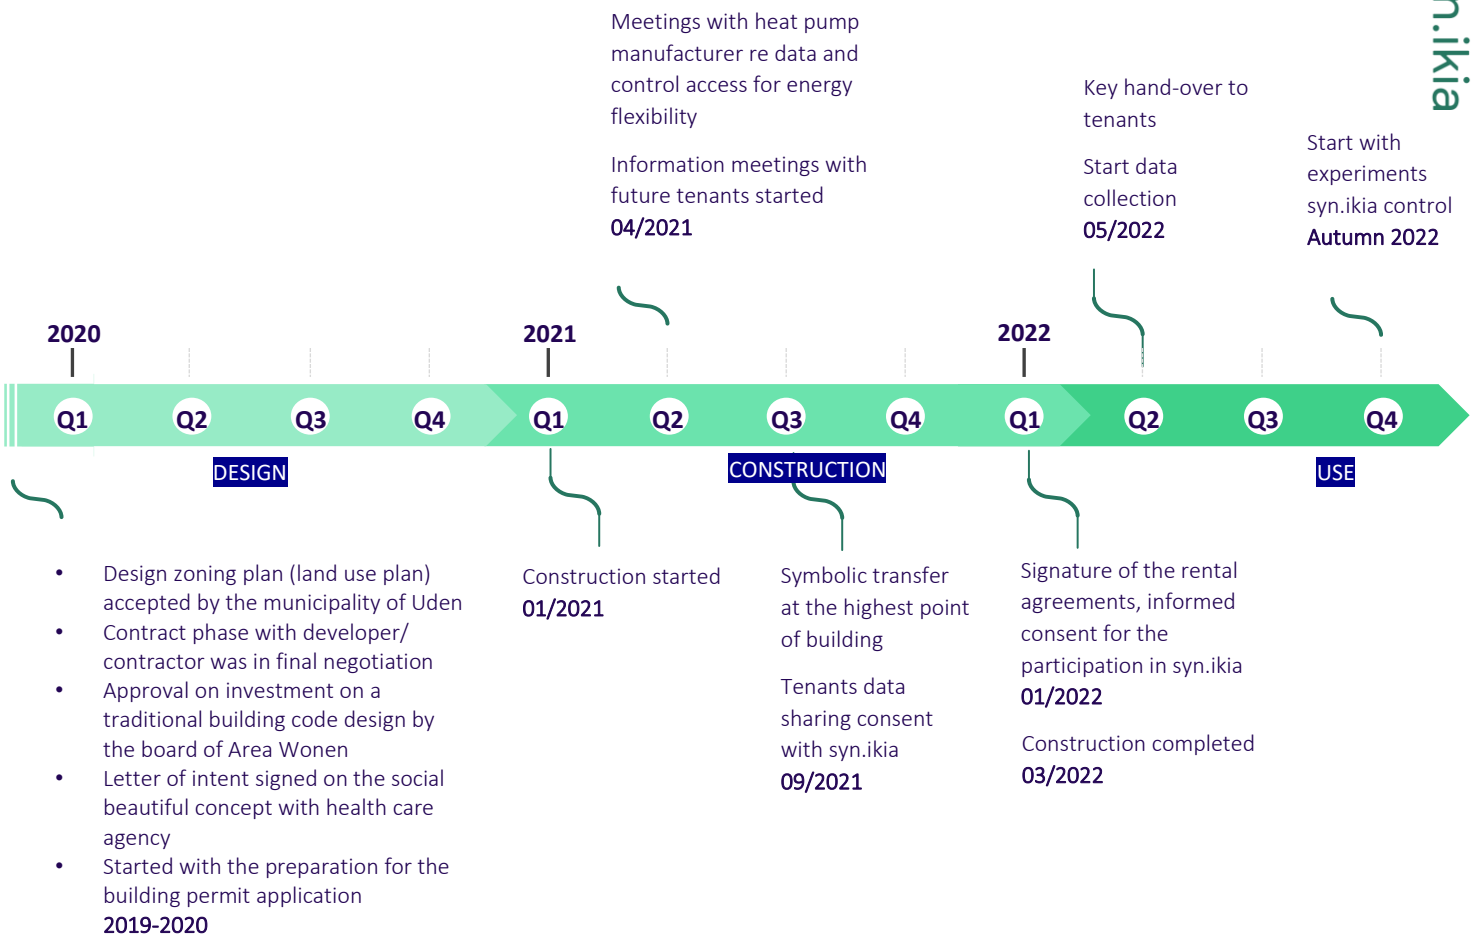 n.ikia
Meetings with heat pump
manufacturer re data and
control access for energy
flexibility
Information meetings with
future tenants started
04/2021
Key hand-over to
tenants
Start data
collection
05/2022
Start with
experiments
syn.ikia control
Autumn 2022
2020
2021
2022
Q1
Q2
Q3
Q4
Q1
Q2
Q3
Q4
Q1
Q2
Q3
Q4
DESIGN
CONSTRUCTION
USE
• Design zoning plan (land use plan)
accepted by the municipality of Uden
• Contract phase with developer/
contractor was in final negotiation
• Approval on investment on a
traditional building code design by
the board of Area Wonen
• Letter of intent signed on the social
beautiful concept with health care
agency
• Started with the preparation for the
building permit application
2019-2020
Construction started
01/2021
Symbolic transfer
at the highest point
of building
Tenants data
sharing consent
with syn.ikia
09/2021
Signature of the rental
agreements, informed
consent for the
participation in syn.ikia
01/2022
Construction completed
03/2022